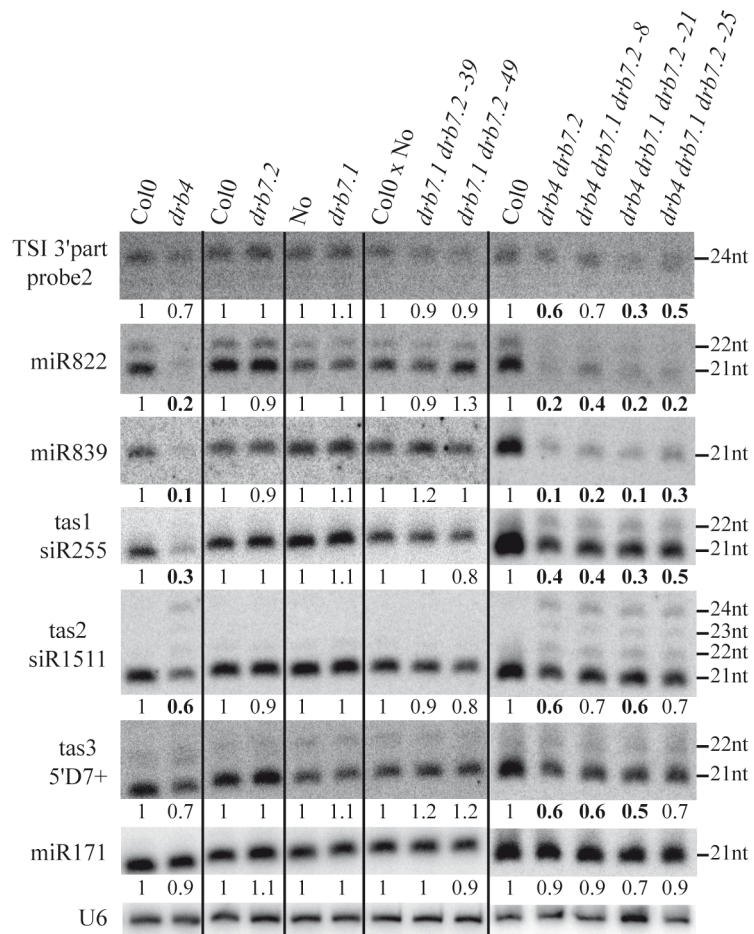 Col0 drb4 Col0 drb7.2 No drb7.1 Col0 x No drb7.1 drb7.2 -39 drb7.1 drb7.2 -49 Col0 drb4 drb7.2 drb4 drb7.1 drb7.2 -8 drb4 drb7.1 drb7.2 -21 drb4 drb7.1 drb7.2 -25
TSI 3'part
probe2
24nt
1 0.7 1 1 1 1.1 1 0.9 0.9 1 0.6 0.7 0.3 0.5
22nt
miR822
21nt
1 0.2 1 0.9 1 1 1 0.9 1.3 1 0.2 0.4 0.2 0.2
miR839
21nt
1 0.1 1 0.9 1 1.1 1 1.2 1 1 0.1 0.2 0.1 0.3
tas1
siR255
22nt
21nt
1 0.3 1 1 1 1.1 1 1 0.8 1 0.4 0.4 0.3 0.5
tas2
siR1511
24nt
23nt
22nt
21nt
1 0.6 1 0.9 1 1 1 0.9 0.8 1 0.6 0.7 0.6 0.7
tas3
5'D7+
22nt
21nt
1 0.7 1 1 1 1.1 1 1.2 1.2 1 0.6 0.6 0.5 0.7
miR171
21nt
1 0.9 1 1.1 1 1 1 1 0.9 1 0.9 0.9 0.7 0.9
U6